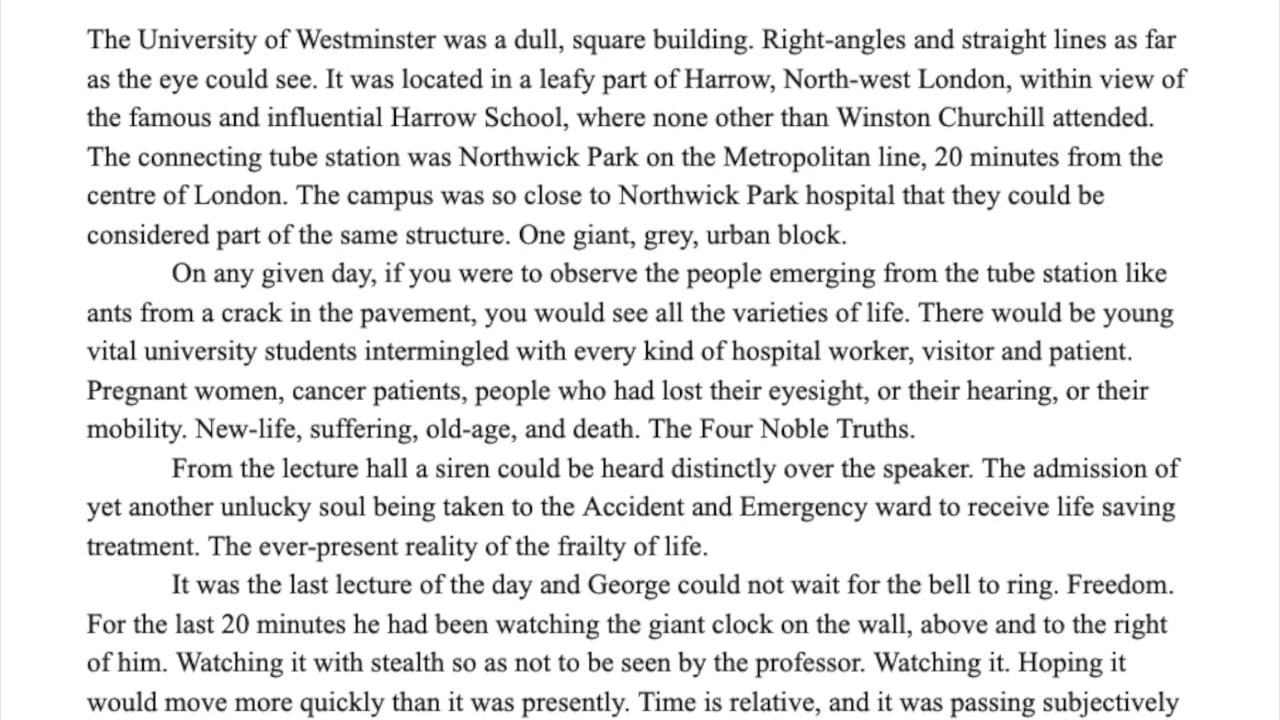 The University of Westminster was a dull, square building. Right-angles and straight lines as far
as the eye could see. It was located in a leafy part of Harrow, North-west London, within view of
the famous and influential Harrow School, where none other than Winston Churchill attended.
The connecting tube station was Northwick Park on the Metropolitan line, 20 minutes from the
centre of London. The campus was so close to Northwick Park hospital that they could be
considered part of the same structure. One giant, grey, urban block.
On any given day, if you were to observe the people emerging from the tube station like
ants from a crack in the pavement, you would see all the varieties of life. There would be young
vital university students intermingled with every kind of hospital worker, visitor and patient.
Pregnant women, cancer patients, people who had lost their eyesight, or their hearing, or their
mobility. New-life, suffering, old-age, and death. The Four Noble Truths.
From the lecture hall a siren could be heard distinctly over the speaker. The admission of
yet another unlucky soul being taken to the Accident and Emergency ward to receive life saving
treatment. The ever-present reality of the frailty of life.
It was the last lecture of the day and George could not wait for the bell to ring. Freedom.
For the last 20 minutes he had been watching the giant clock on the wall, above and to the right
of him. Watching it with stealth so as not to be seen by the professor. Watching it. Hoping it
would move more quickly than it was presently. Time is relative, and it was passing subjectively